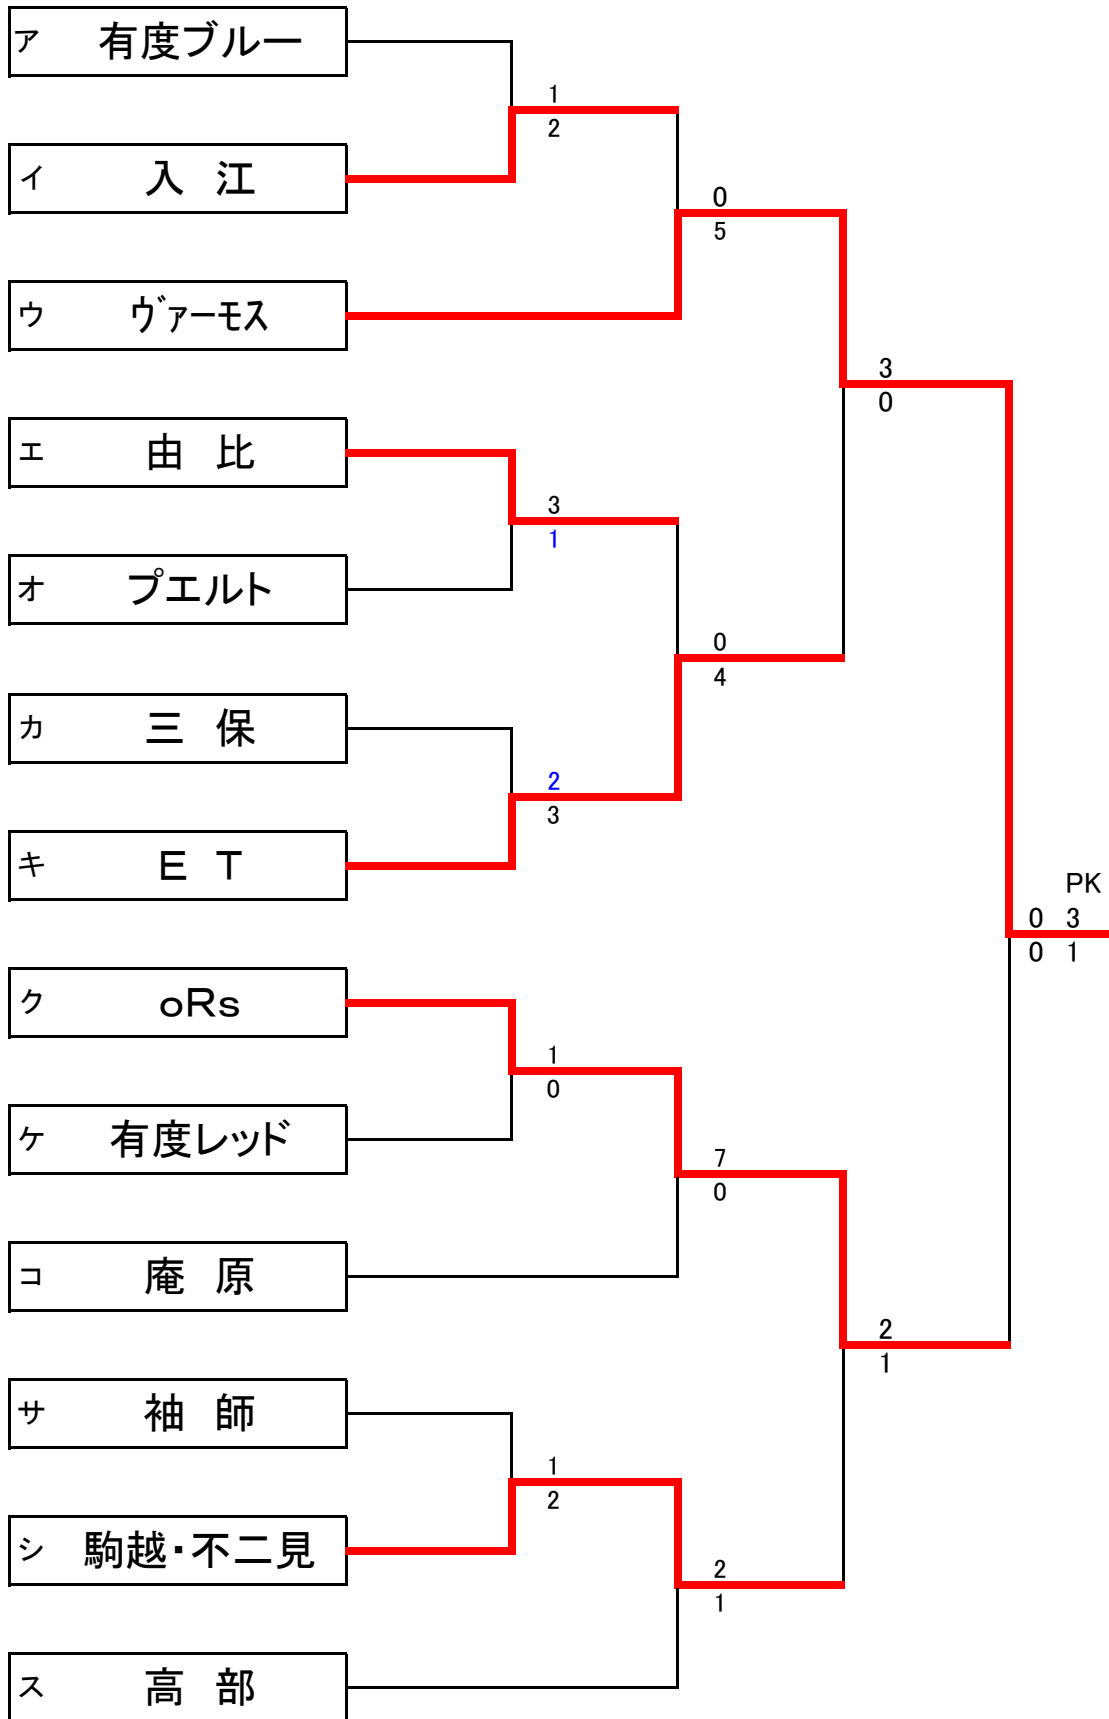 ア 有度ブルー
1
2
イ 入 江
0
5
ウ ヴァーモス
3
0
エ 由 比
3
1
オ プエルト
0
4
カ 三 保
2
3
キ E T
PK
0 3
0 1
ク oRs
1
0
ケ 有度レッド
7
0
コ 庵 原
2
1
サ 袖 師
1
2
シ 駒越・不二見
2
1
ス 高 部